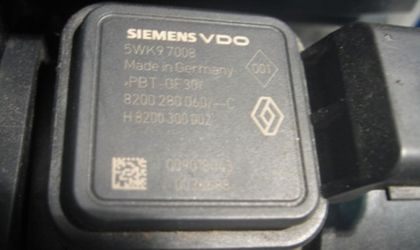 SIEMENS VDO
5WK9 7008
Made in Germany
001
>PBT-GF30<
8200 280 060/--C
H 8200 300 002